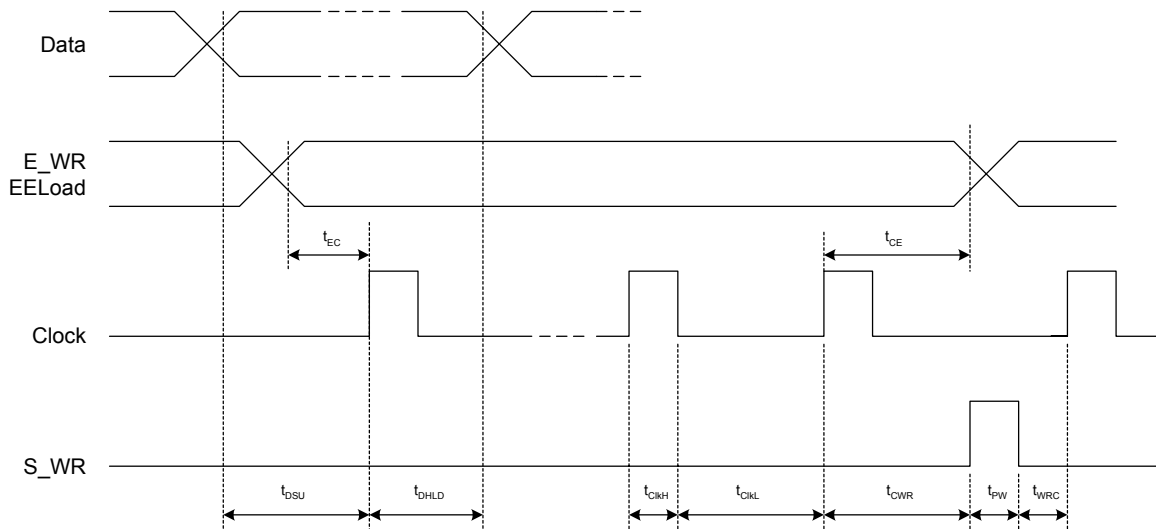 Data
E_WR
EELoad
tEC
tCE
Clock
S_WR
tDSU
tDHLD
tClkH
tClkL
tCWR
tPW
tWRC